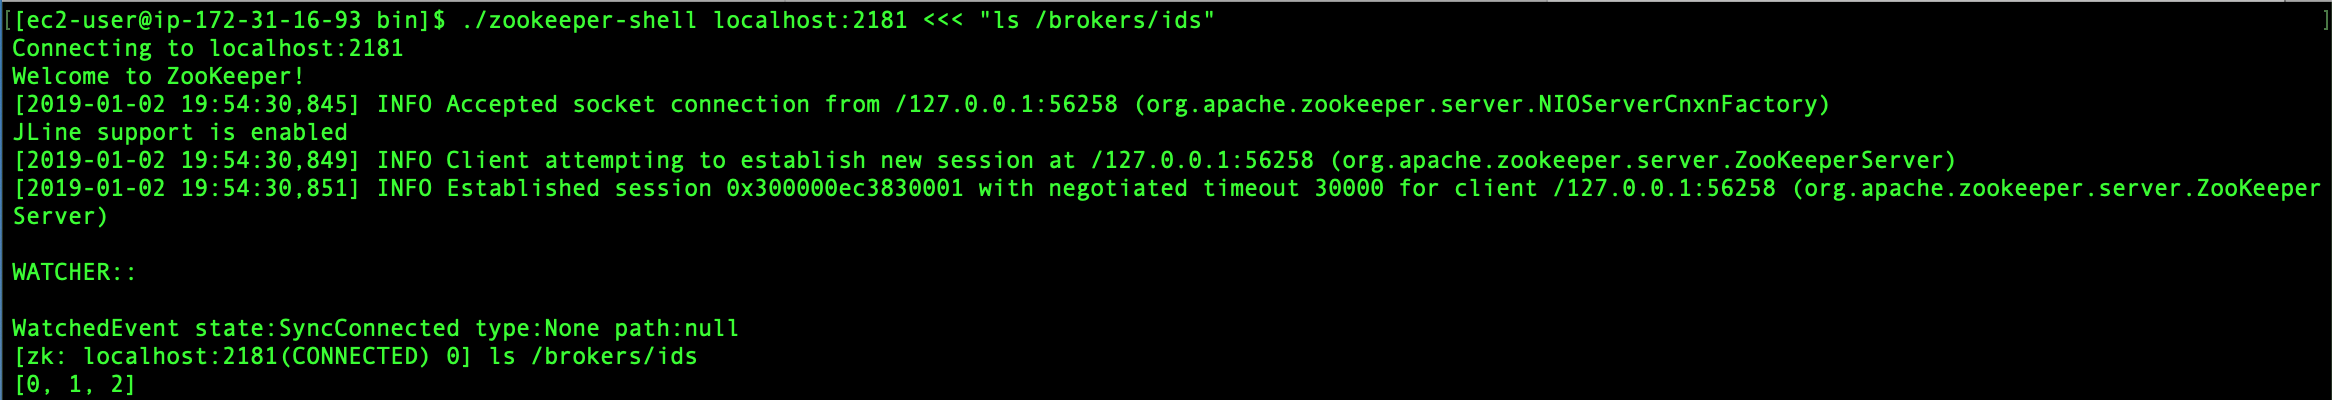 [[ec2-user@ip-172-31-16-93 bin]$ ./zookeeper-shell localhost:2181 <<< "ls /brokers/ids" ]
Connecting to localhost:2181
Welcome to ZooKeeper!
[2019-01-02 19:54:30,845] INFO Accepted socket connection from /127.0.0.1:56258 (org.apache.zookeeper.server.NIOServerCnxnFactory)
JLine support is enabled
[2019-01-02 19:54:30,849] INFO Client attempting to establish new session at /127.0.0.1:56258 (org.apache.zookeeper.server.ZooKeeperServer)
[2019-01-02 19:54:30,851] INFO Established session 0x300000ec3830001 with negotiated timeout 30000 for client /127.0.0.1:56258 (org.apache.zookeeper.server.ZooKeeper
Server)
WATCHER::
WatchedEvent state:SyncConnected type:None path:null
[zk: localhost:2181(CONNECTED) 0] ls /brokers/ids
[0, 1, 2]